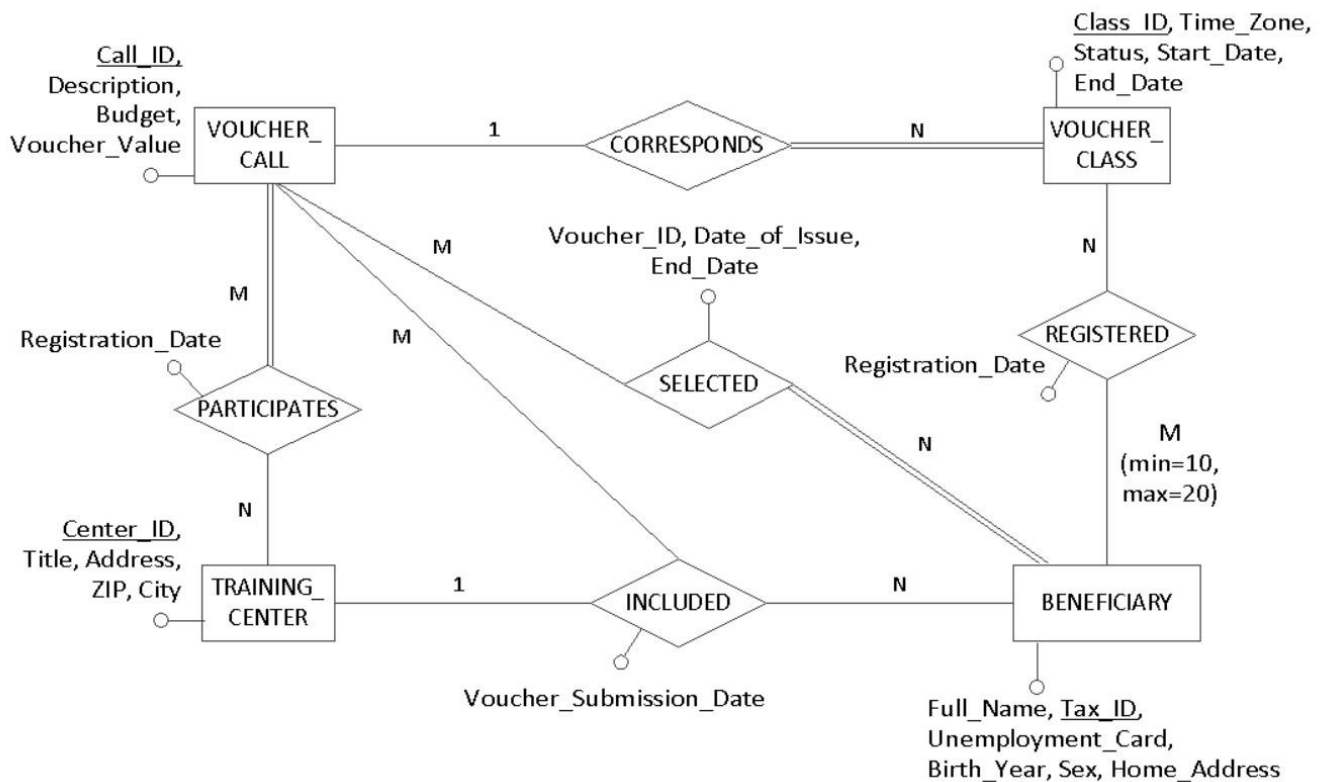 Call_ID,
Description,
Budget,
Voucher_Value
VOUCHER_
CALL
1
CORRESPONDS
N
Class_ID, Time_Zone,
Status, Start_Date,
End_Date
VOUCHER_
CLASS
M
Voucher_ID, Date_of_Issue,
End_Date
N
M
M
Registration_Date
SELECTED
Registration_Date
REGISTERED
PARTICIPATES
N
M
(min=10,
max=20)
N
Center_ID,
Title, Address,
ZIP, City
TRAINING_
CENTER
1
INCLUDED
N
BENEFICIARY
Voucher_Submission_Date
Full_Name, Tax_ID,
Unemployment_Card,
Birth_Year, Sex, Home_Address